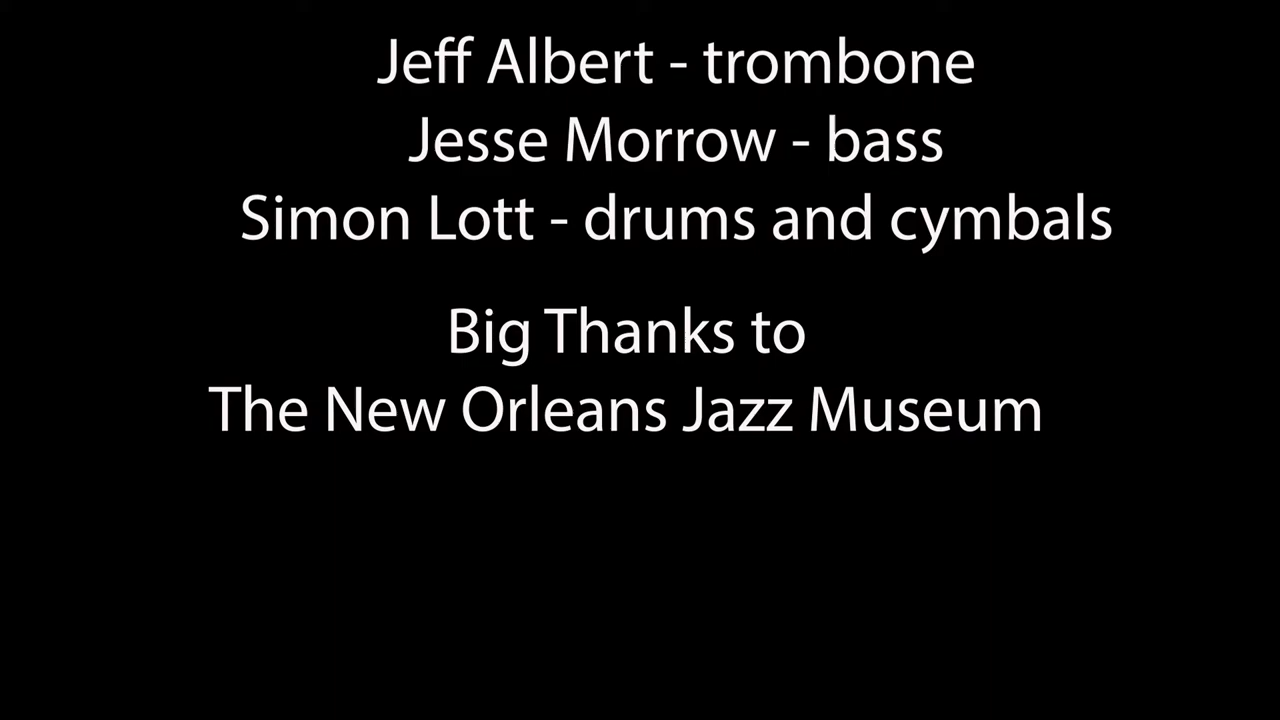 Jeff Albert - trombone
Jesse Morrow - bass
Simon Lott - drums and cymbals
Big Thanks to
The New Orleans Jazz Museum